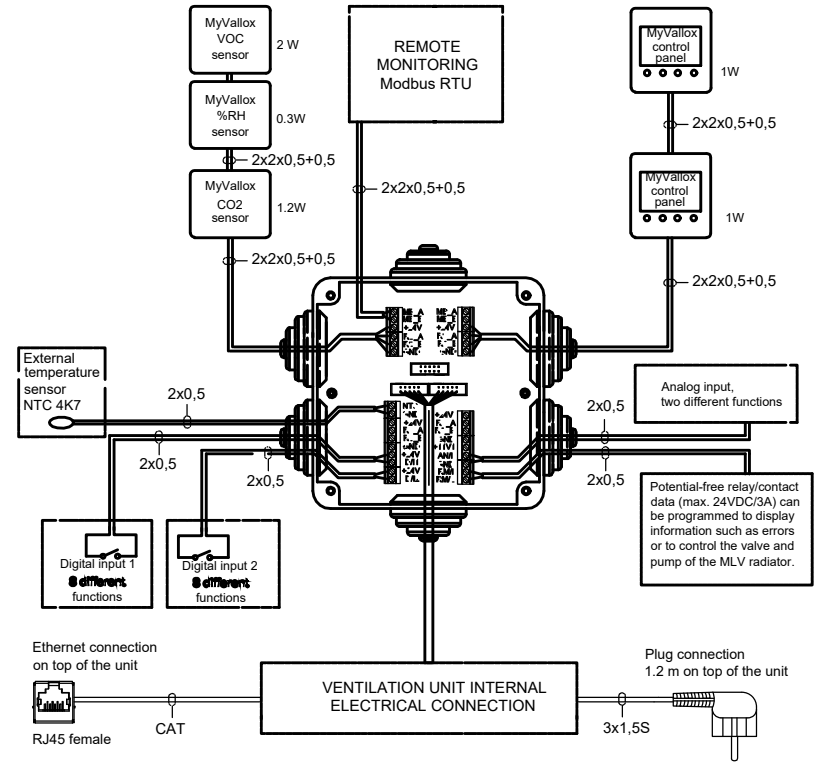 MyVallox
VOC
sensor
2 W
MyVallox
%RH
sensor
0.3W
2x2x0,5+0,5
MyVallox
CO2
sensor
1.2W
2x2x0,5+0,5
REMOTE
MONITORING
Modbus RTU
2x2x0,5+0,5
MyVallox
control
panel
1W
2x2x0,5+0,5
MyVallox
control
panel
1W
2x2x0,5+0,5
External
temperature
sensor
NTC 4K7
2x0,5
2x0,5
2x0,5
Digital input 1
8 different
functions
Digital input 2
8 different
functions
Analog input,
two different functions
2x0,5
2x0,5
Potential-free relay/contact
data (max. 24VDC/3A) can
be programmed to display
information such as errors
or to control the valve and
pump of the MLV radiator.
Ethernet connection
on top of the unit
RJ45 female
CAT
VENTILATION UNIT INTERNAL
ELECTRICAL CONNECTION
Plug connection
1.2 m on top of the unit
3x1,5S